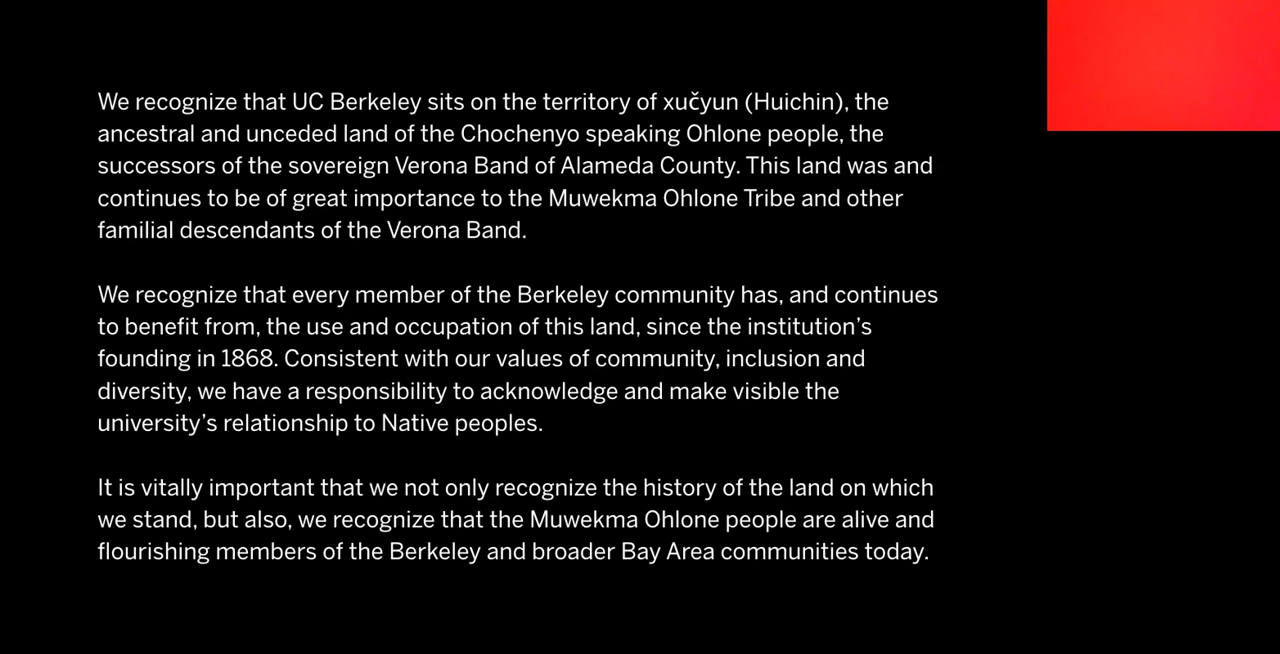 We recognize that UC Berkeley sits on the territory of xučyun (Huichin), the
ancestral and unceded land of the Chochenyo speaking Ohlone people, the
successors of the sovereign Verona Band of Alameda County. This land was and
continues to be of great importance to the Muwekma Ohlone Tribe and other
familial descendants of the Verona Band.
We recognize that every member of the Berkeley community has, and continues
to benefit from, the use and occupation of this land, since the institution’s
founding in 1868. Consistent with our values of community, inclusion and
diversity, we have a responsibility to acknowledge and make visible the
university’s relationship to Native peoples.
It is vitally important that we not only recognize the history of the land on which
we stand, but also, we recognize that the Muwekma Ohlone people are alive and
flourishing members of the Berkeley and broader Bay Area communities today.